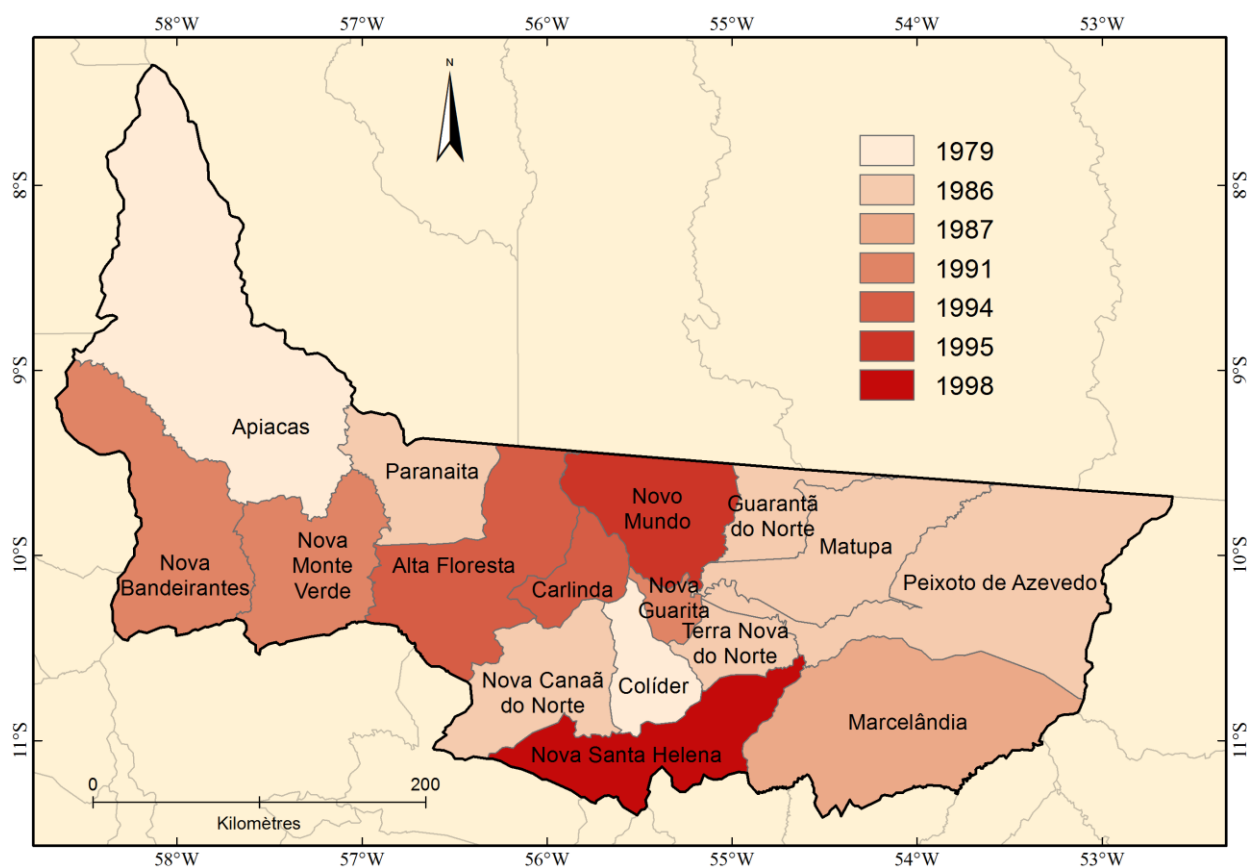 58°W 57°W 56°W 55°W 54°W 53°W
N
1979
1986
1987
1991
1994
1995
1998
8°S 8°S
9°S 9°S
10°S 10°S
11°S 11°S
Apiacas
Paranaita
Novo
Mundo
Guarantã
do Norte
Matupa
Nova
Bandeirantes
Nova
Monte
Verde
Alta Floresta
Carlinda
Nova
Guarita
Peixoto de Azevedo
Terra Nova
do Norte
Nova Canaã
do Norte
Colíder
Marcelândia
Nova Santa Helena
0 200
Kilomètres
58°W 57°W 56°W 55°W 54°W 53°W